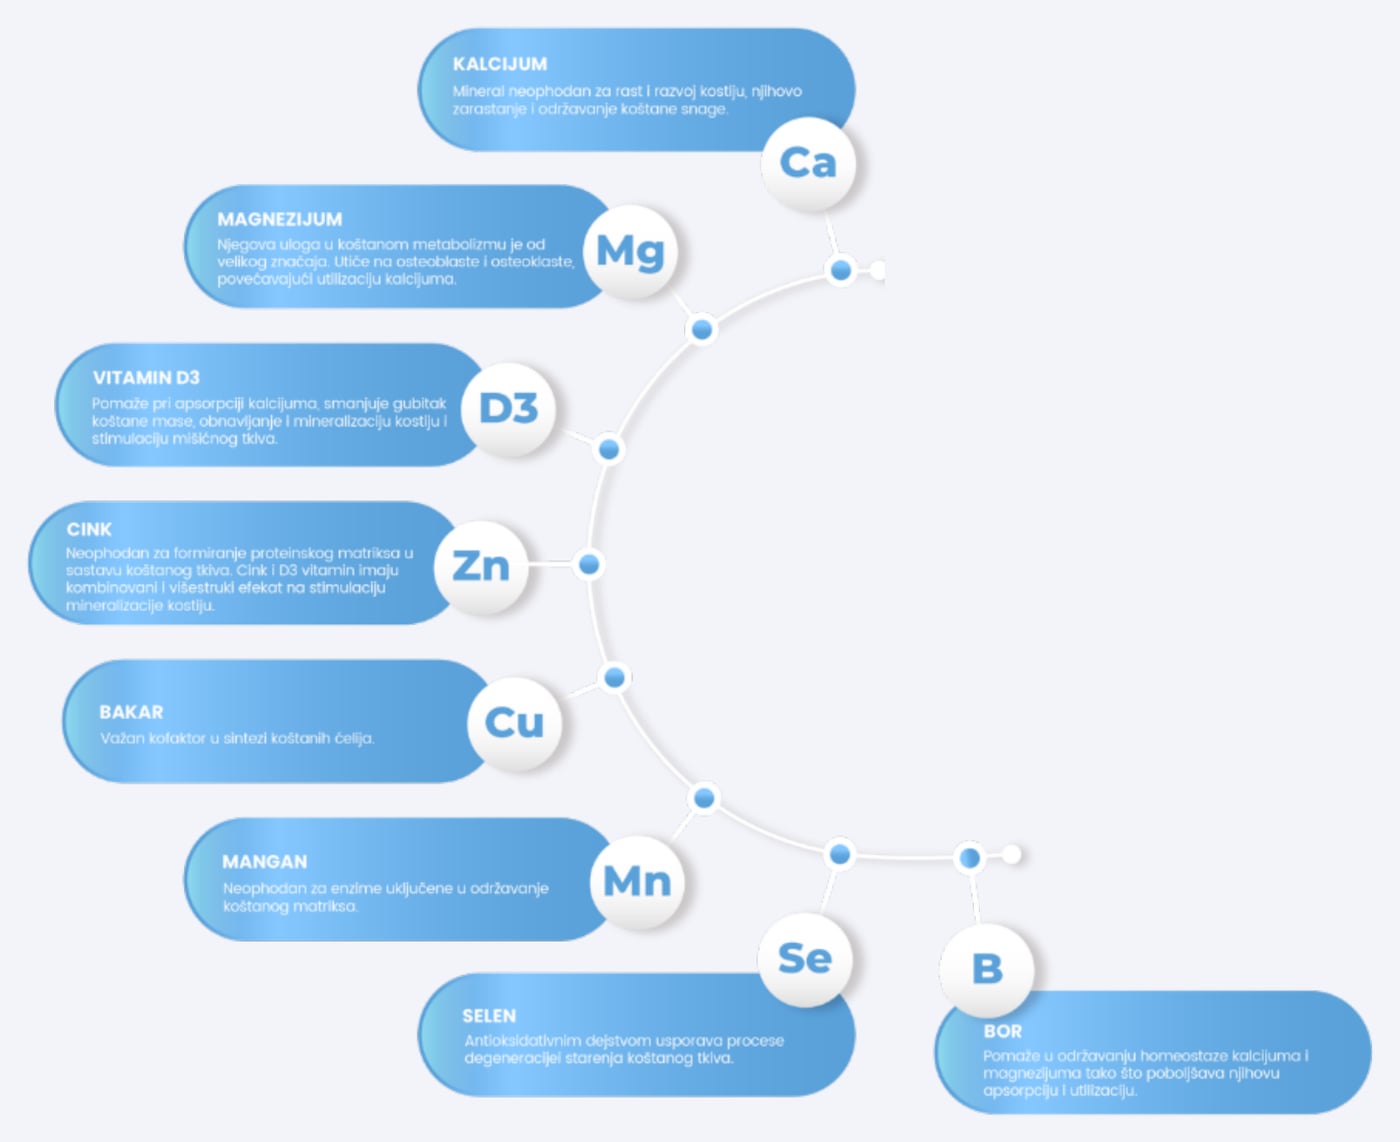 KALCIJUM
Mineral neophodan za rast i razvoj kostiju, njihovo
zarastanje i održavanje koštane snage.
Ca
MAGNEZIJUM
Njegova uloga u koštanom metabolizmu je od
velikog značaja. Utiče na osteoblaste i osteoklaste,
povećavajući utilizaciju kalcijuma.
Mg
VITAMIN D3
Pomaže pri apsorpciji kalcijuma, smanjuje gubitak
koštane mase, obnavljanje i mineralizaciju kostiju i
stimulaciju mišićnog tkiva.
D3
CINK
Neophodan za formiranje proteinskog matriksa u
sastavu koštanog tkiva. Cink i D3 vitamin imaju
kombinovani i višestruki efekat na stimulaciju
mineralizacije kostiju.
Zn
BAKAR
Važan kofaktor u sintezi koštanih ćelija.
Cu
MANGAN
Neophodan za enzime uključene u održavanje
koštanog matriksa.
Mn
SELEN
Antioksidativnim dejstvom usporava procese
degeneracijei starenja koštanog tkiva.
Se
B
BOR
Pomaže u održavanju homeostaze kalcijuma i
magnezijuma tako što poboljšava njihovu
apsorpciju i utilizaciju.